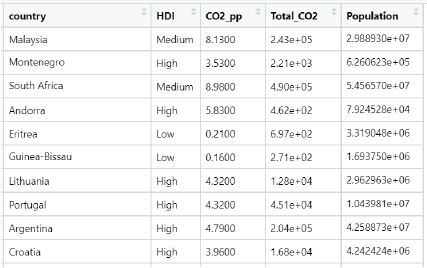 country HDI CO2_pp Total_CO2 Population
Malaysia Medium 8.1300 2.43e+05 2.988930e+07
Montenegro High 3.5300 2.21e+03 6.260623e+05
South Africa Medium 8.9800 4.90e+05 5.456570e+07
Andorra High 5.8300 4.62e+02 7.924528e+04
Eritrea Low 0.2100 6.97e+02 3.319048e+06
Guinea-Bissau Low 0.1600 2.71e+02 1.693750e+06
Lithuania High 4.3200 1.28e+04 2.962963e+06
Portugal High 4.3200 4.51e+04 1.043981e+07
Argentina High 4.7900 2.04e+05 4.258873e+07
Croatia High 3.9600 1.68e+04 4.242424e+06